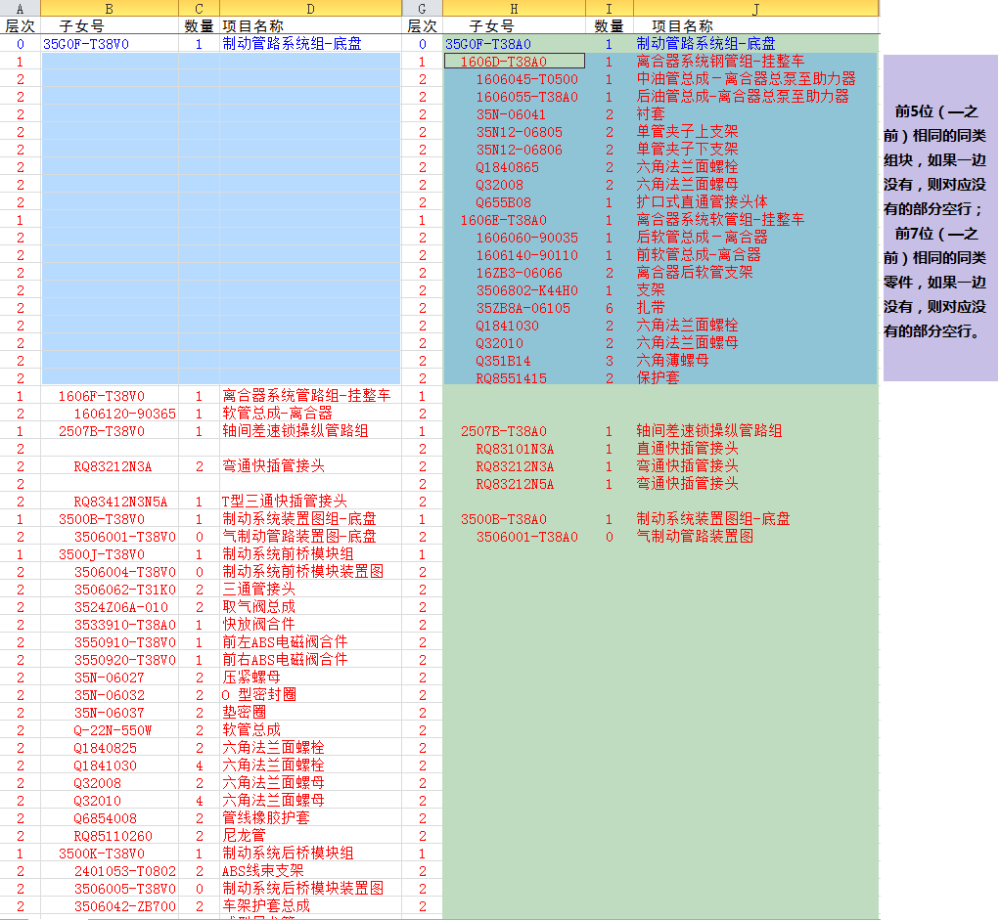 A B C D G H I J
层次 子女号 数量 项目名称 层次 子女号 数量 项目名称
0 35G0F-T38V0 1 制动管路系统组-底盘 0 35G0F-T38A0 1 制动管路系统组-底盘
1 1 1606D-T38A0 1 离合器系统钢管组-挂整车
2 2 1606045-T0500 1 中油管总成－离合器总泵至助力器
2 2 1606055-T38A0 1 后油管总成-离合器总泵至助力器
2 2 35N-06041 2 衬套
2 2 35N12-06805 2 单管夹子上支架
2 2 35N12-06806 2 单管夹子下支架
2 2 Q1840865 2 六角法兰面螺栓
2 2 Q32008 2 六角法兰面螺母
2 2 Q655B08 1 扩口式直通管接头体
1 1 1606E-T38A0 1 离合器系统软管组-挂整车
2 2 1606060-90035 1 后软管总成－离合器
2 2 1606140-90110 1 前软管总成-离合器
2 2 16ZB3-06066 2 离合器后软管支架
2 2 3506802-K44H0 1 支架
2 2 35ZB8A-06105 6 扎带
2 2 Q1841030 2 六角法兰面螺栓
2 2 Q32010 2 六角法兰面螺母
2 2 Q351B14 3 六角薄螺母
2 2 RQ8551415 2 保护套
1 1606F-T38V0 1 离合器系统管路组-挂整车 1
2 1606120-90365 1 软管总成-离合器 2
1 2507B-T38V0 1 轴间差速锁操纵管路组 1 2507B-T38A0 1 轴间差速锁操纵管路组
2 2 RQ83101N3A 1 直通快插管接头
2 RQ83212N3A 2 弯通快插管接头 2 RQ83212N3A 1 弯通快插管接头
2 2 RQ83212N5A 1 弯通快插管接头
2 RQ83412N3N5A 1 T型三通快插管接头 2
1 3500B-T38V0 1 制动系统装置图组-底盘 1 3500B-T38A0 1 制动系统装置图组-底盘
2 3506001-T38V0 0 气制动管路装置图-底盘 2 3506001-T38A0 0 气制动管路装置图
1 3500J-T38V0 1 制动系统前桥模块组 1
2 3506004-T38V0 0 制动系统前桥模块装置图 2
2 3506062-T31K0 2 三通管接头 2
2 3524Z06A-010 2 取气阀总成 2
2 3533910-T38A0 1 快放阀合件 2
2 3550910-T38V0 1 前左ABS电磁阀合件 2
2 3550920-T38V0 1 前右ABS电磁阀合件 2
2 35N-06027 2 压紧螺母 2
2 35N-06032 2 O 型密封圈 2
2 35N-06037 2 垫密圈 2
2 Q-22N-550W 2 软管总成 2
2 Q1840825 2 六角法兰面螺栓 2
2 Q1841030 4 六角法兰面螺栓 2
2 Q32008 2 六角法兰面螺母 2
2 Q32010 4 六角法兰面螺母 2
2 Q6854008 2 管线橡胶护套 2
2 RQ85110260 2 尼龙管 2
1 3500K-T38V0 1 制动系统后桥模块组 1
2 2401053-T0802 2 ABS线束支架 2
2 3506005-T38V0 0 制动系统后桥模块装置图 2
2 3506042-ZB700 2 车架护套总成 2
前5位（—之
前）相同的同类
组块，如果一边
没有，则对应没
有的部分空行；
前7位（—之
前）相同的同类
零件，如果一边
没有，则对应没
有的部分空行。